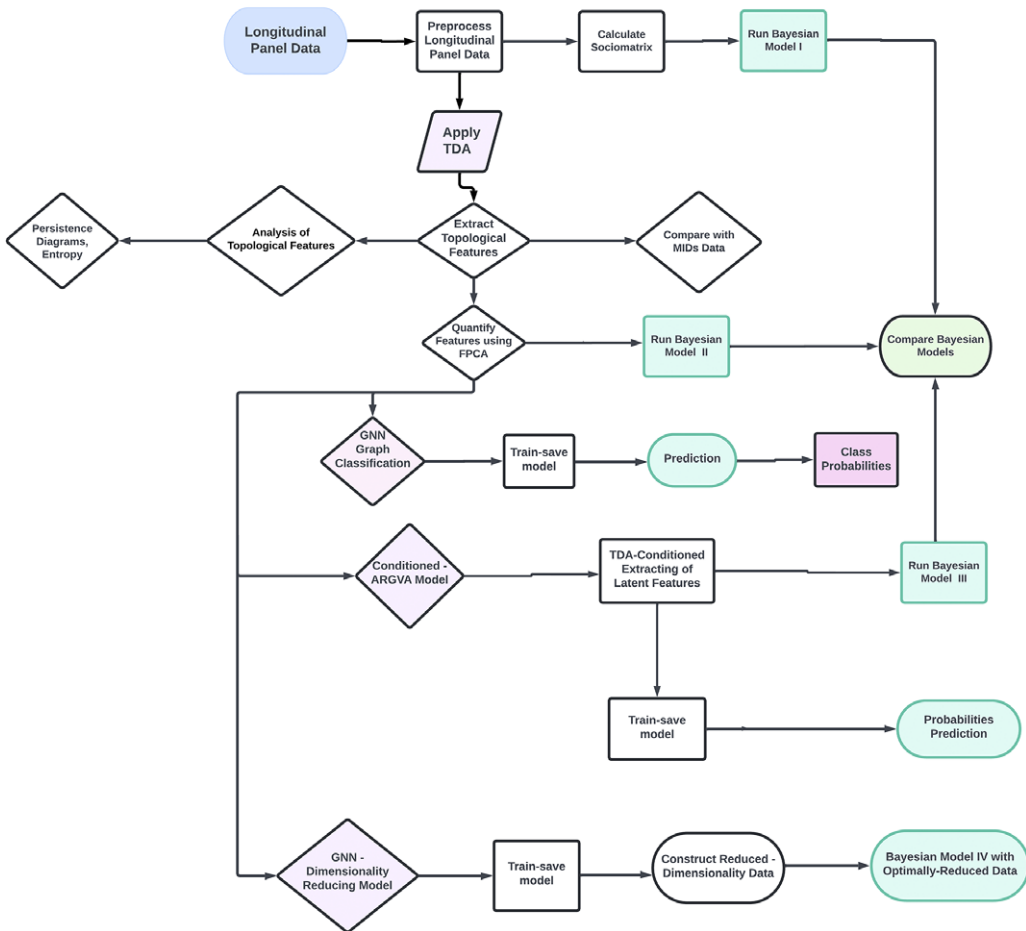 Longitudinal
Panel Data
Preprocess
Longitudinal
Panel Data
Calculate
Sociomatrix
Run Bayesian
Model I
Apply
TDA
Persistence
Diagrams,
Entropy
Analysis of
Topological Features
Extract
Topological
Features
Compare with
MIDs Data
Quantify
Features using
FPCA
Run Bayesian
Model II
Compare Bayesian
Models
GNN
Graph
Classification
Train-save
model
Prediction
Class
Probabilities
Conditioned -
ARGVA Model
TDA-Conditioned
Extracting of
Latent Features
Run Bayesian
Model III
Train-save
model
Probabilities
Prediction
GNN -
Dimensionality
Reducing Model
Train-save
model
Construct Reduced -
Dimensionality Data
Bayesian Model IV with
Optimally-Reduced Data